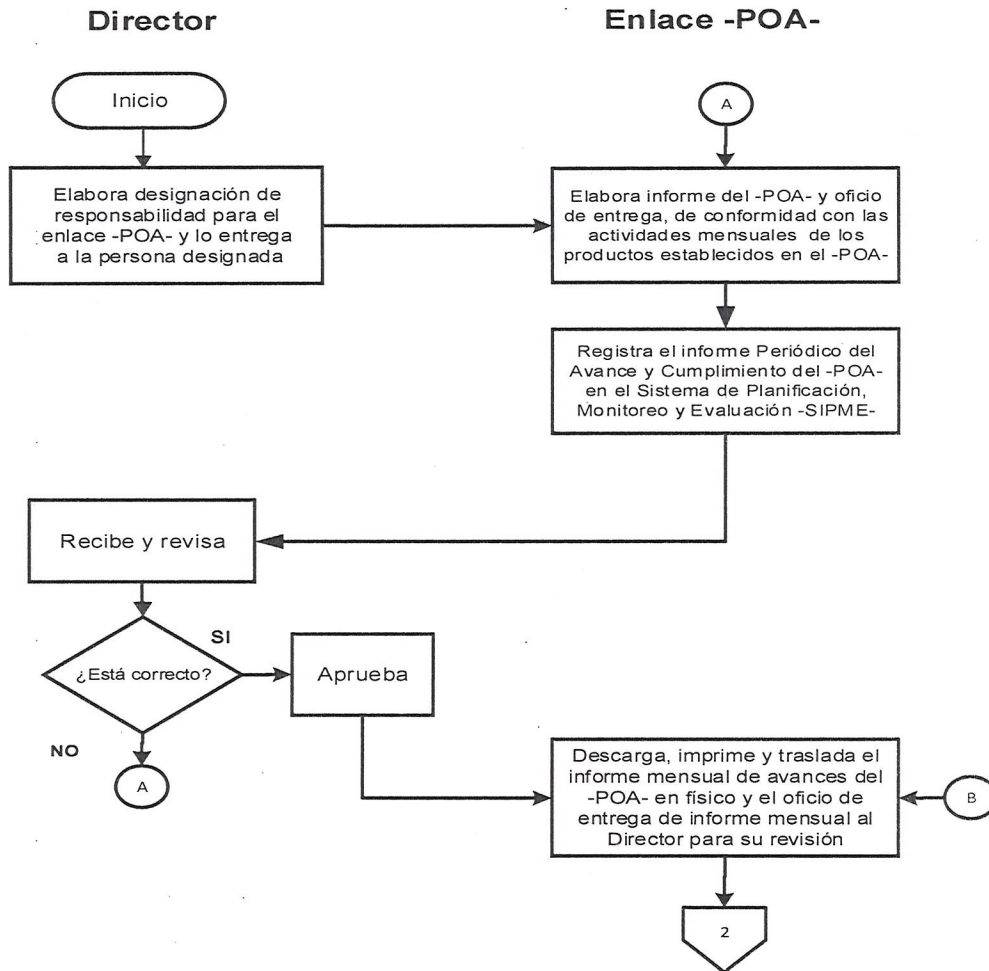 Director
Enlace -POA-
Inicio
A
Elabora designación de
responsabilidad para el
enlace -POA- y lo entrega
a la persona designada
Elabora informe del -POA- y oficio
de entrega, de conformidad con las
actividades mensuales de los
productos establecidos en el -POA-
Registra el informe Periódico del
Avance y Cumplimiento del -POA-
en el Sistema de Planificación,
Monitoreo y Evaluación -SIPME-
Recibe y revisa
¿Está correcto?
SI
Aprueba
NO
A
Descarga, imprime y traslada el
informe mensual de avances del
-POA- en físico y el oficio de
entrega de informe mensual al
Director para su revisión
B
2